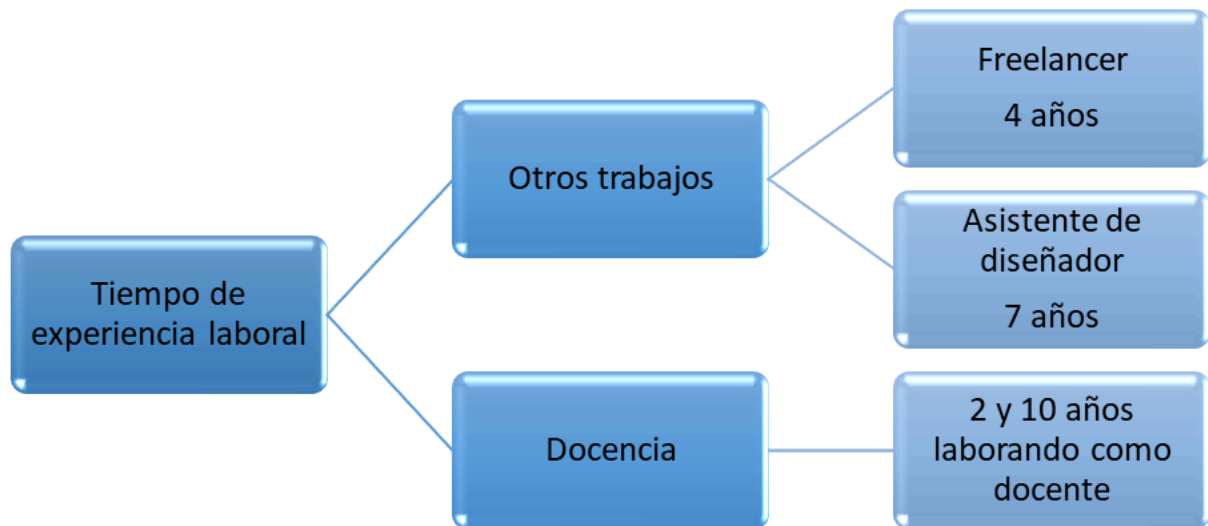 Tiempo de
experiencia laboral
Otros trabajos
Freelancer
4 años
Asistente de
diseñador
7 años
Docencia
2 y 10 años
laborando como
docente